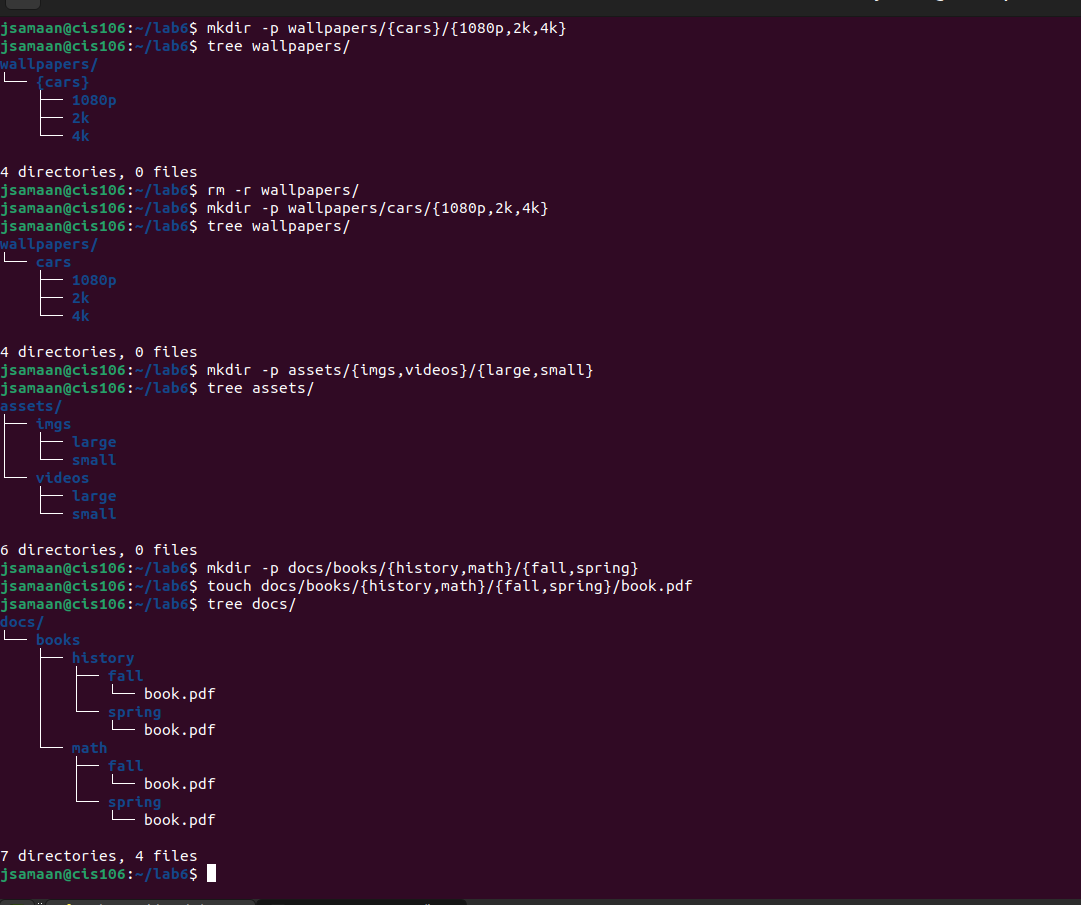 jsamaan@cis106:~/lab6$ mkdir -p wallpapers/{cars}/{1080p,2k,4k}
jsamaan@cis106:~/lab6$ tree wallpapers/
wallpapers/
└── {cars}
    ├── 1080p
    ├── 2k
    └── 4k

4 directories, 0 files
jsamaan@cis106:~/lab6$ rm -r wallpapers/
jsamaan@cis106:~/lab6$ mkdir -p wallpapers/cars/{1080p,2k,4k}
jsamaan@cis106:~/lab6$ tree wallpapers/
wallpapers/
└── cars
    ├── 1080p
    ├── 2k
    └── 4k

4 directories, 0 files
jsamaan@cis106:~/lab6$ mkdir -p assets/{imgs,videos}/{large,small}
jsamaan@cis106:~/lab6$ tree assets/
assets/
├── imgs
│   ├── large
│   └── small
└── videos
    ├── large
    └── small

6 directories, 0 files
jsamaan@cis106:~/lab6$ mkdir -p docs/books/{history,math}/{fall,spring}
jsamaan@cis106:~/lab6$ touch docs/books/{history,math}/{fall,spring}/book.pdf
jsamaan@cis106:~/lab6$ tree docs/
docs/
└── books
    ├── history
    │   ├── fall
    │   │   └── book.pdf
    │   └── spring
    │       └── book.pdf
    └── math
        ├── fall
        │   └── book.pdf
        └── spring
            └── book.pdf

7 directories, 4 files
jsamaan@cis106:~/lab6$